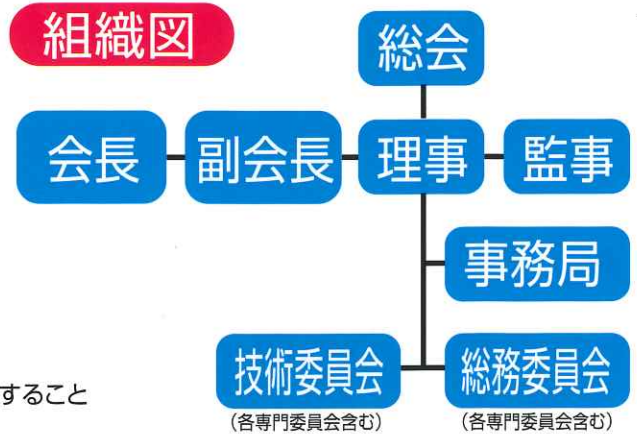 組織図
総会
会長
副会長
理事
監事
事務局
技術委員会
(各専門委員会含む)
総務委員会
(各専門委員会含む)
すること